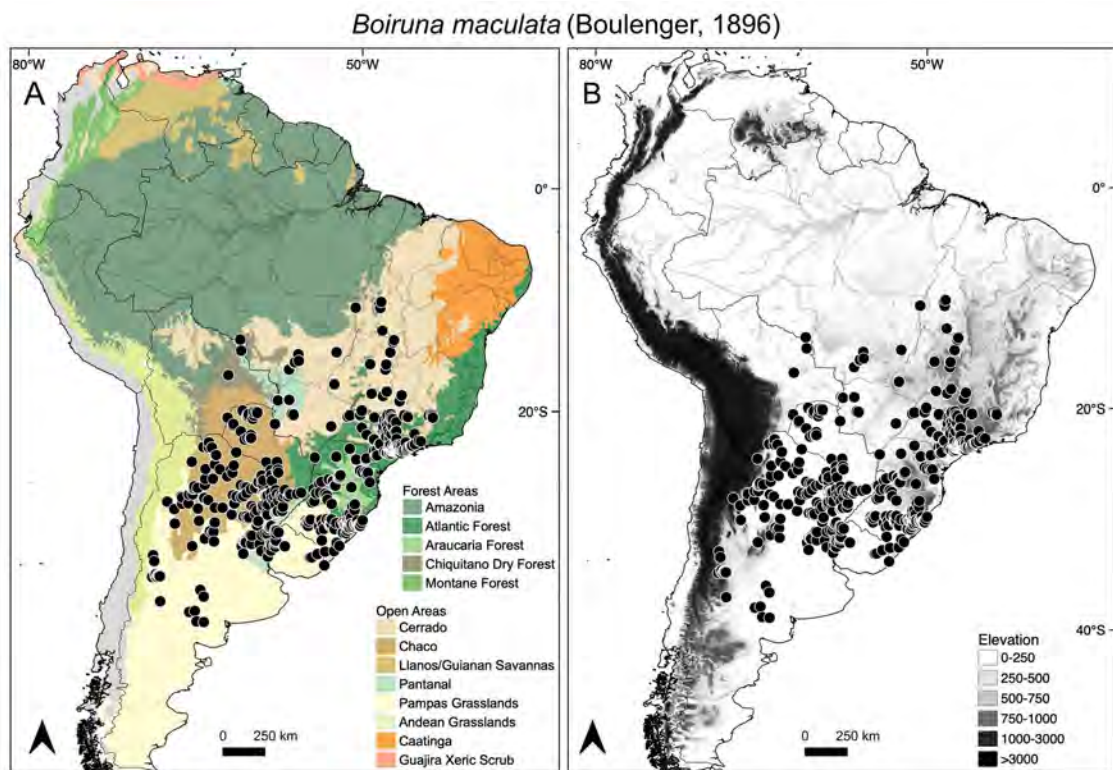 Boiruna maculata (Boulenger, 1896)
80°W
50°W
A
0°
20°S
40°S
Forest Areas
Amazonia
Atlantic Forest
Araucaria Forest
Chiquitano Dry Forest
Montane Forest
Open Areas
Cerrado
Chaco
Llanos/Guianan Savannas
Pantanal
Pampas Grasslands
Andean Grasslands
Caatinga
Guajira Xeric Scrub
0 250 km
80°W
50°W
B
0°
20°S
40°S
Elevation
0-250
250-500
500-750
750-1000
1000-3000
>3000
0 250 km